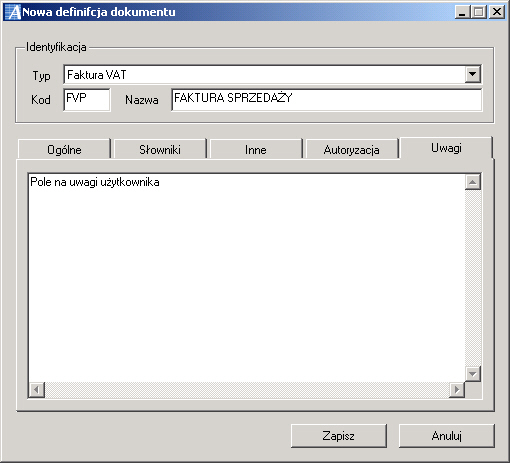 Nowa definifcja dokumentu
Identyfikacja
Typ Faktura VAT
Kod FVP Nazwa FAKTURA SPRZEDAŻY
Ogólne Słowniki Inne Autoryzacja Uwagi
Pole na uwagi użytkownika
Zapisz Anuluj